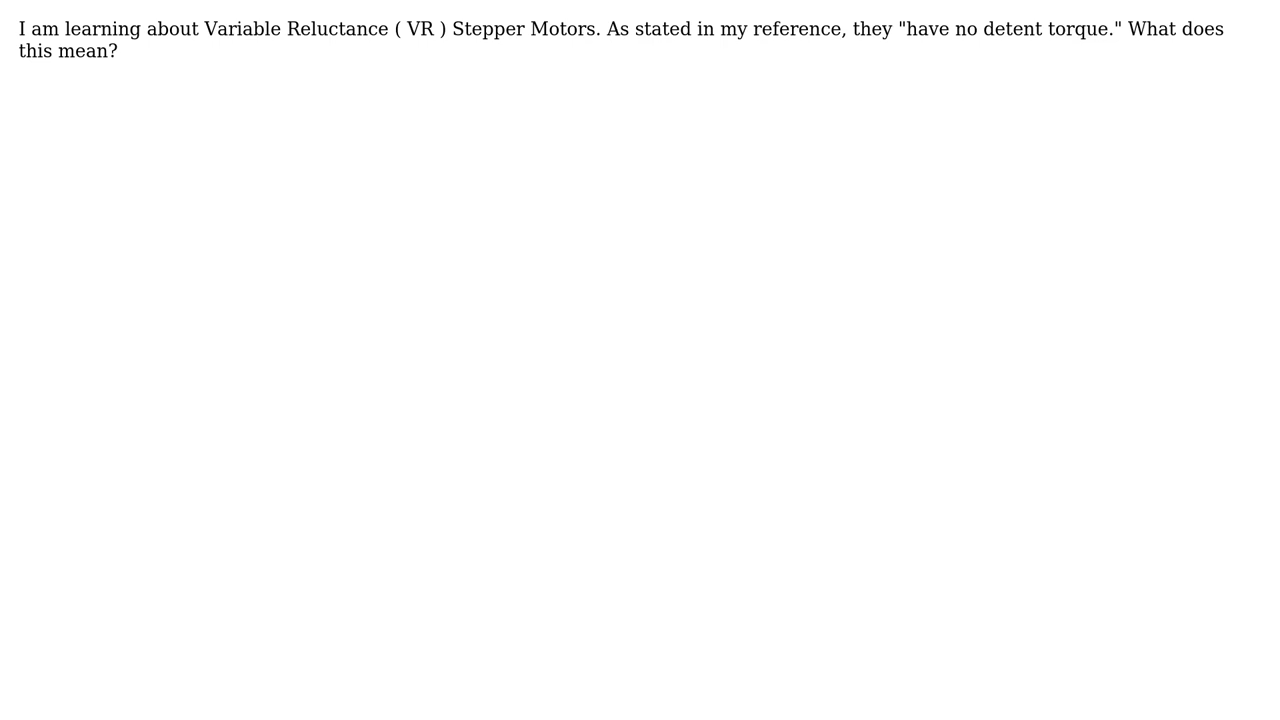 I am learning about Variable Reluctance ( VR ) Stepper Motors. As stated in my reference, they "have no detent torque." What does
this mean?